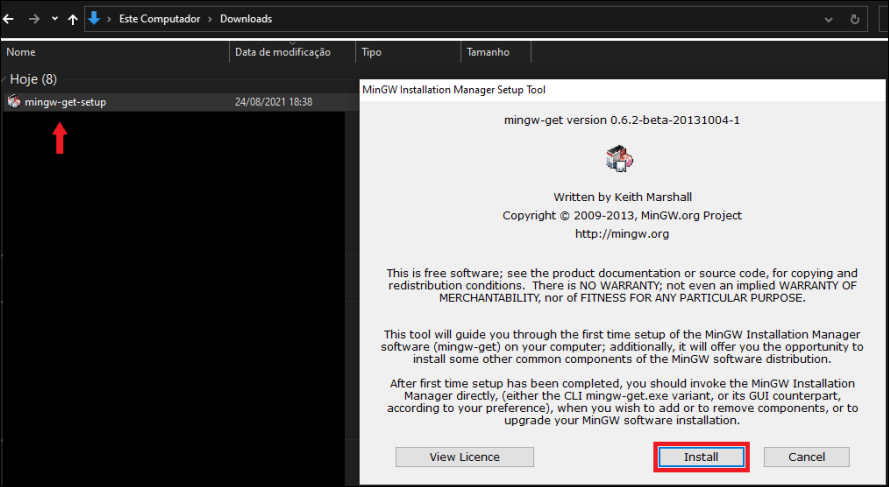 Este Computador > Downloads
Nome Data de modificação Tipo Tamanho
Hoje (8)
mingw-get-setup 24/08/2021 18:38
MinGW Installation Manager Setup Tool
mingw-get version 0.6.2-beta-20131004-1
Written by Keith Marshall
Copyright © 2009-2013, MinGW.org Project
http://mingw.org
This is free software; see the product documentation or source code, for copying and
redistribution conditions. There is NO WARRANTY; not even an implied WARRANTY OF
MERCHANTABILITY, nor of FITNESS FOR ANY PARTICULAR PURPOSE.
This tool will guide you through the first time setup of the MinGW Installation Manager
software (mingw-get) on your computer; additionally, it will offer you the opportunity to
install some other common components of the MinGW software distribution.
After first time setup has been completed, you should invoke the MinGW Installation
Manager directly, (either the CLI mingw-get.exe variant, or its GUI counterpart,
according to your preference), when you wish to add or to remove components, or to
upgrade your MinGW software installation.
View Licence Install Cancel